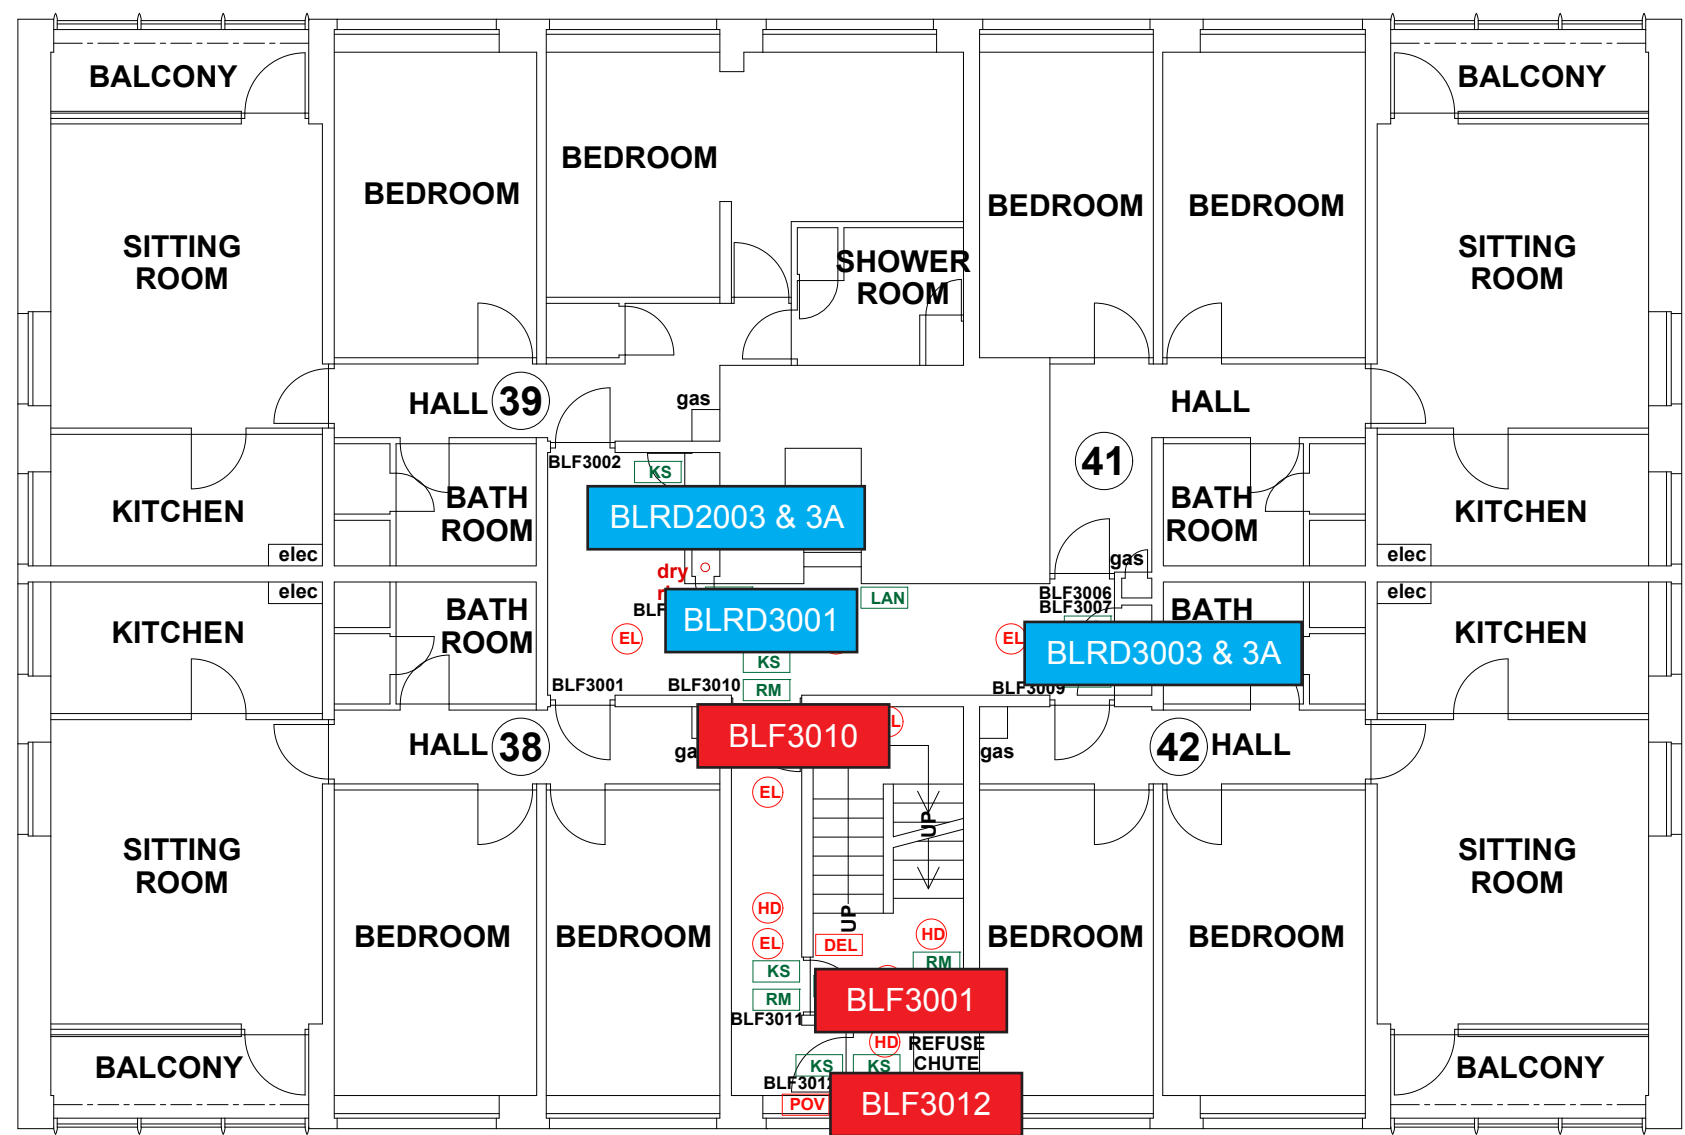 BALCONY
BALCONY
BEDROOM
BEDROOM
BEDROOM
BEDROOM
SITTING
ROOM
SHOWER
ROOM
SITTING
ROOM
HALL 39
gas
HALL
41
BLF3002
KS
KITCHEN
BATH
ROOM
BLRD2003 & 3A
BATH
ROOM
KITCHEN
elec
gas
elec
dry
elec
LAN
BLF3006
BLF3007
elec
KITCHEN
BATH
ROOM
BLRD3001
EL
EL
BATH
BLRD3003 & 3A
KITCHEN
KS
BLF3001
BLF3010
RM
BLF3009
HALL 38
BLF3010
gas
42 HALL
EL
UP
SITTING
ROOM
SITTING
ROOM
HD
UP
BEDROOM
BEDROOM
EL
DEL
HD
BEDROOM
BEDROOM
KS
RM
RM
BLF3001
BLF3011
HD
REFUSE
CHUTE
BALCONY
KS
KS
BALCONY
BLF3012
POV
BLF3012